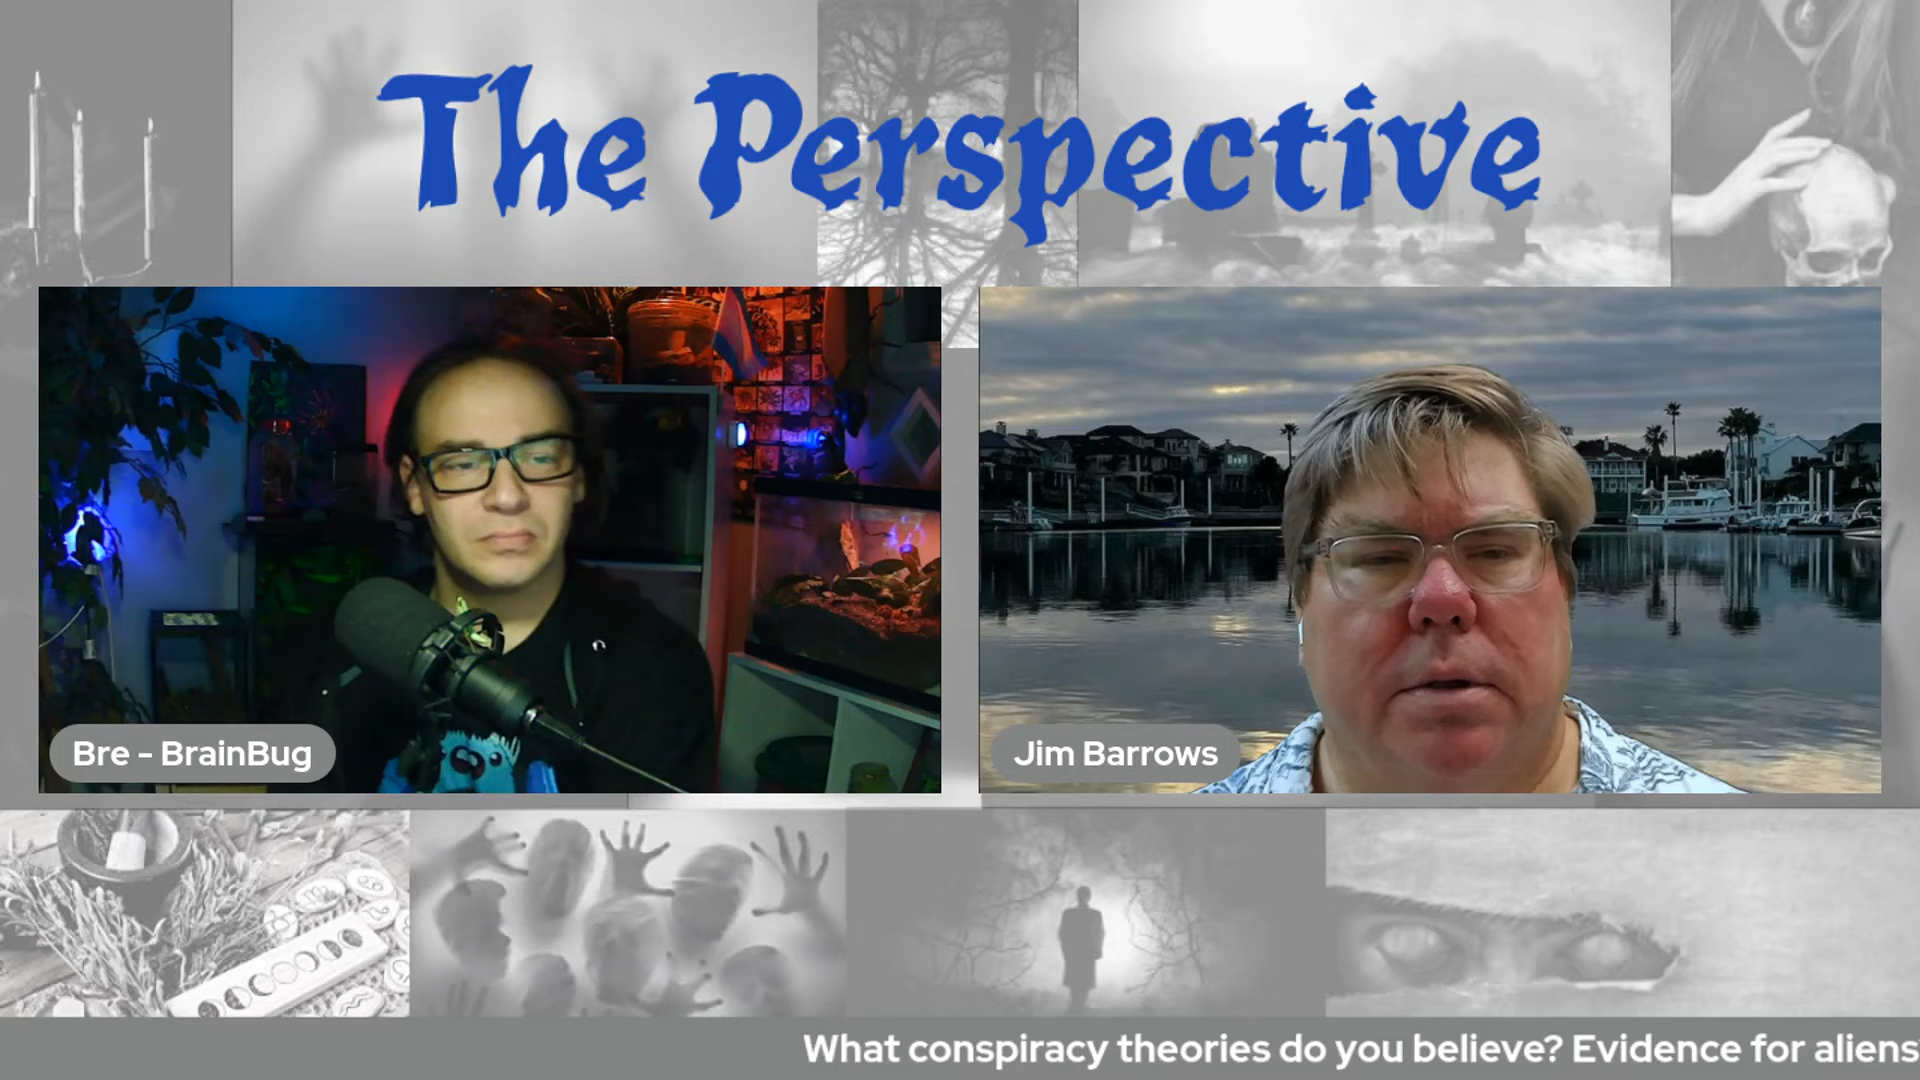 The Perspective
Bre - BrainBug
Jim Barrows
What conspiracy theories do you believe? Evidence for aliens